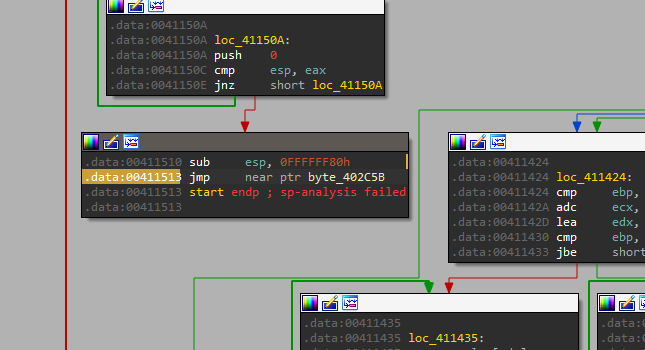 .data:0041150A
.data:0041150A loc_41150A:
.data:0041150A push 0
.data:0041150C cmp esp, eax
.data:0041150E jnz short loc_41150A
.data:00411510 sub esp, 0FFFFFF80h
.data:00411513 jmp near ptr byte_402C5B
.data:00411513 start endp ; sp-analysis failed
.data:00411513
.data:00411424
.data:00411424 loc_411424:
.data:00411424 cmp ebp,
.data:0041142A adc ecx,
.data:0041142D lea edx,
.data:00411430 cmp ebp,
.data:00411433 jbe short
.data:00411435
.data:00411435 loc_411435: